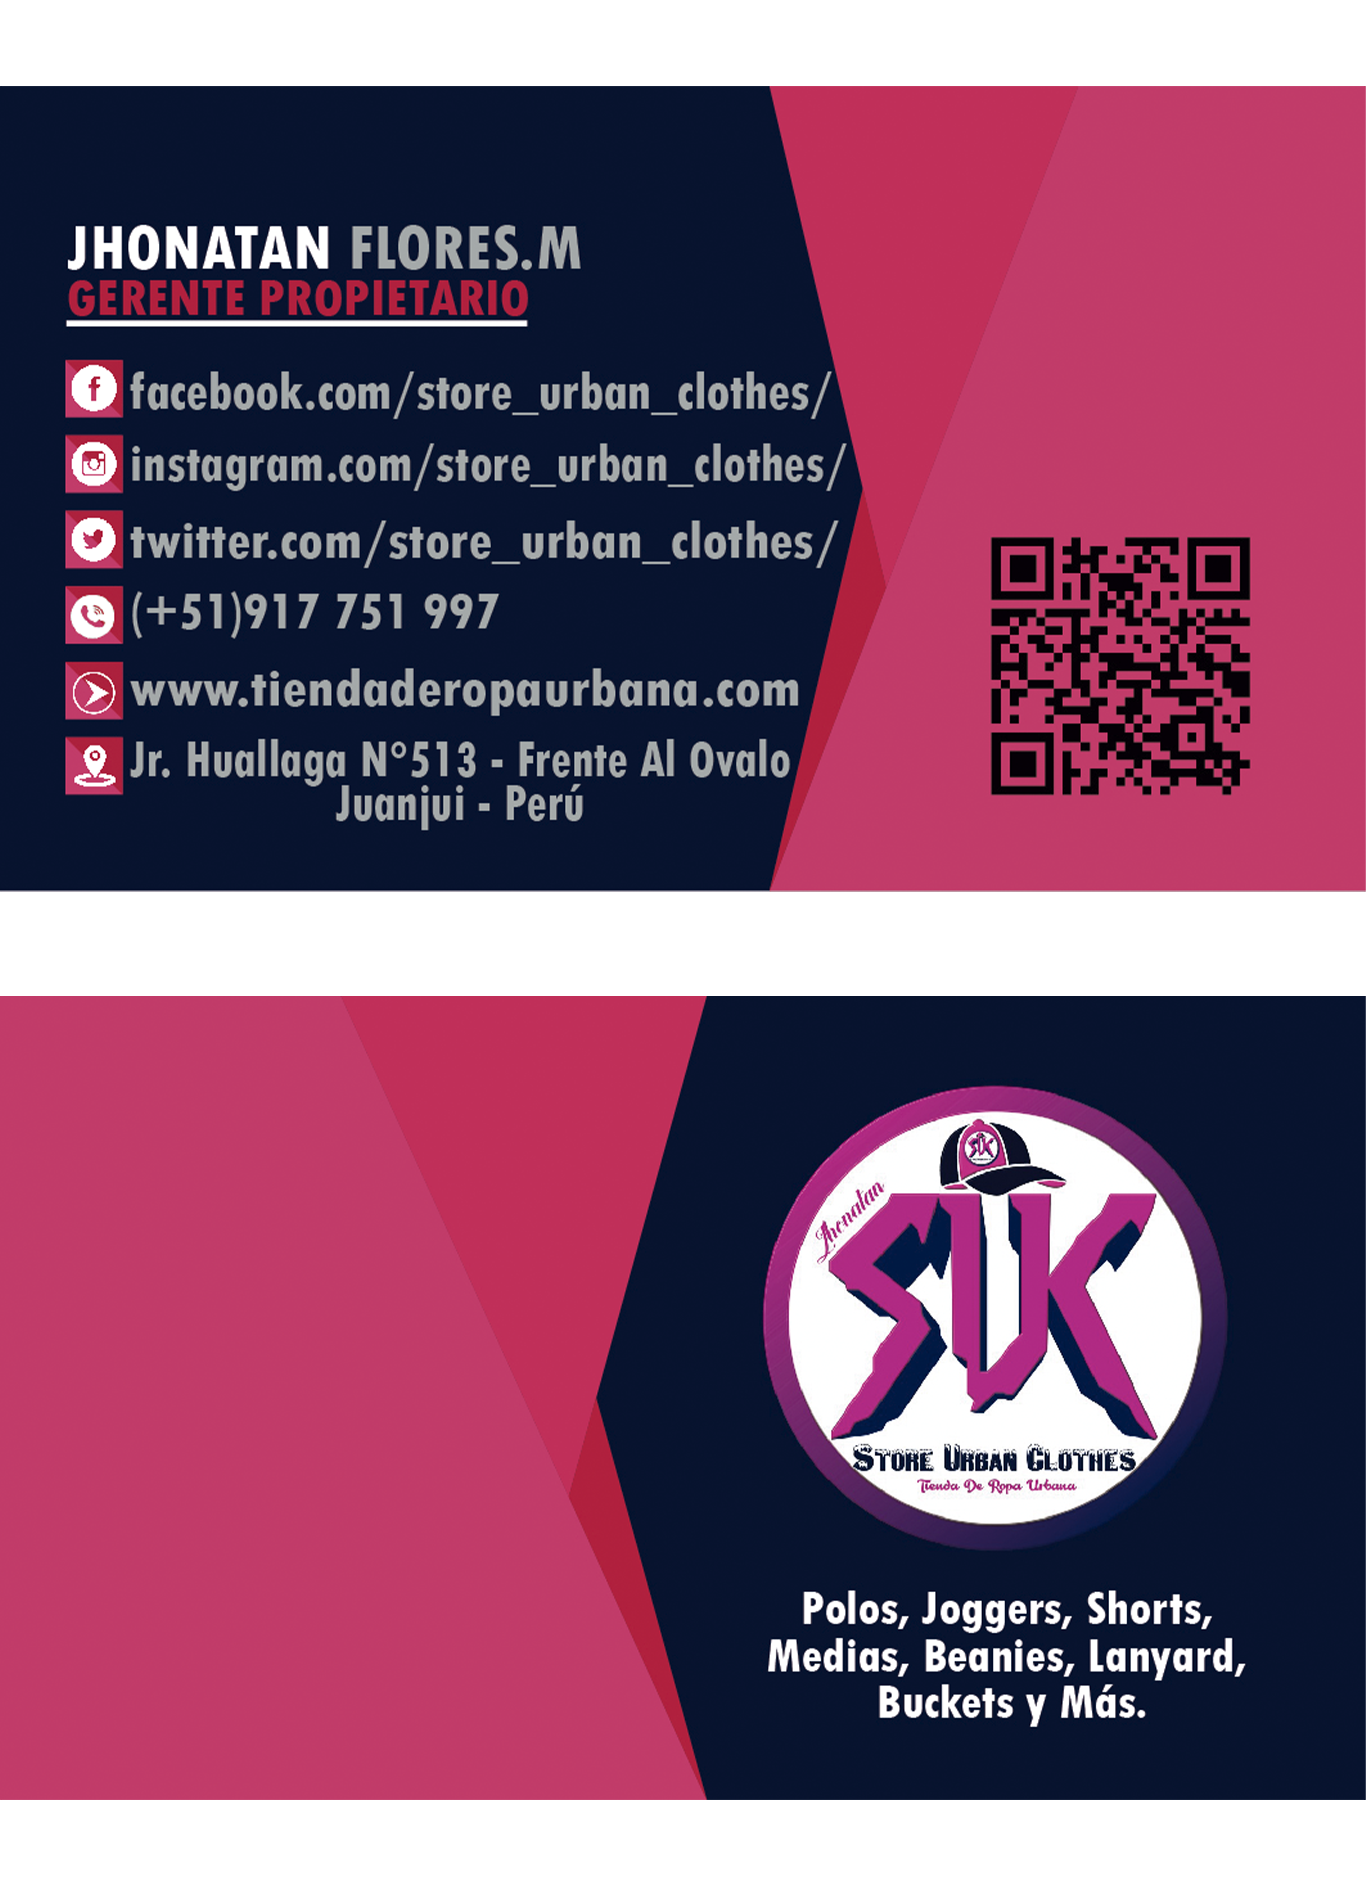 JHONATAN FLORES.M
GERENTE PROPIETARIO
facebook.com/store_urban_clothes/
instagram.com/store_urban_clothes/
twitter.com/store_urban_clothes/
(+51)917 751 997
www.tiendaderopaurbana.com
Jr. Huallaga N°513 - Frente Al Ovalo
Juanjui - Perú
SUK
Jhonatan
SUK
STORE URBAN CLOTHES
Tienda De Ropa Urbana
Polos, Joggers, Shorts,
Medias, Beanies, Lanyard,
Buckets y Más.